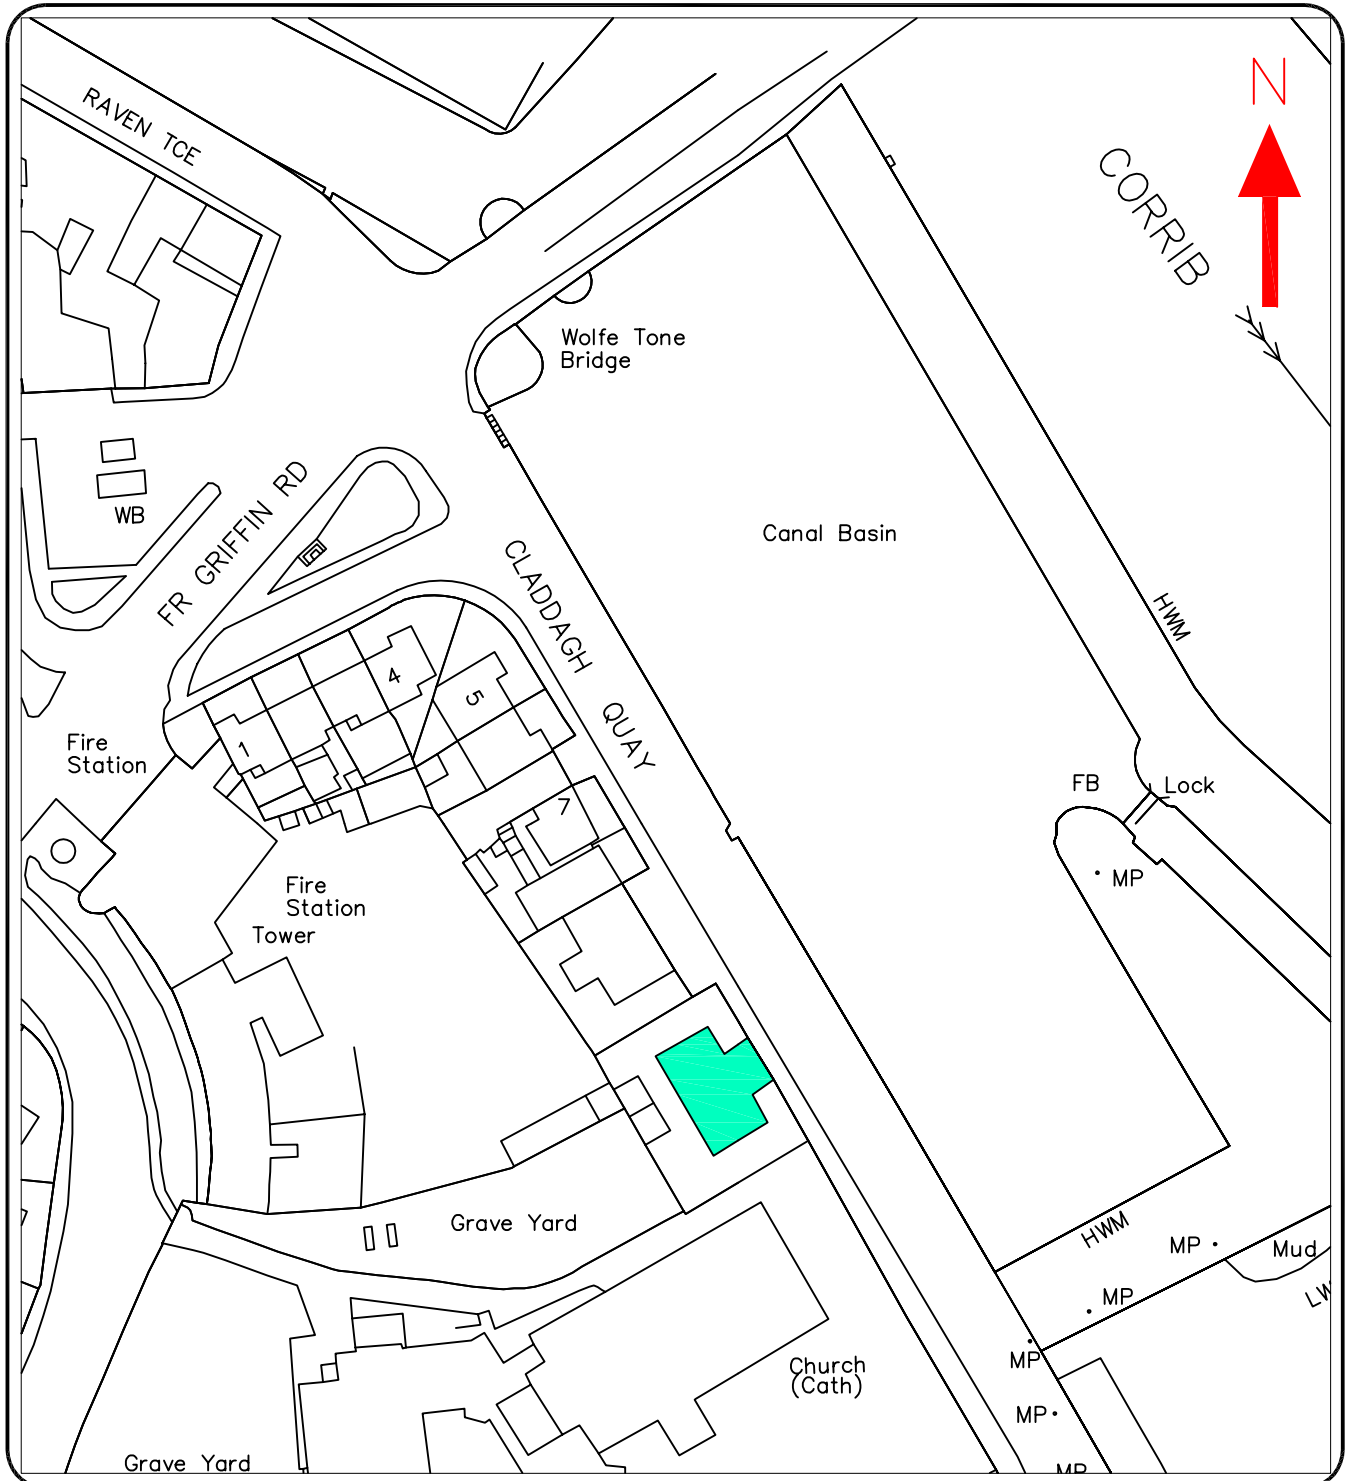 N
RAVEN TCE
CORRIB
Wolfe Tone
Bridge
WB
FR GRIFFIN RD
Canal Basin
CLADDAGH QUAY
HWM
1
4
5
7
Fire
Station
FB
Lock
MP
Fire
Station
Tower
Grave Yard
HWM
MP
Mud
MP
LW
MP
Church
(Cath)
MP
Grave Yard
MP